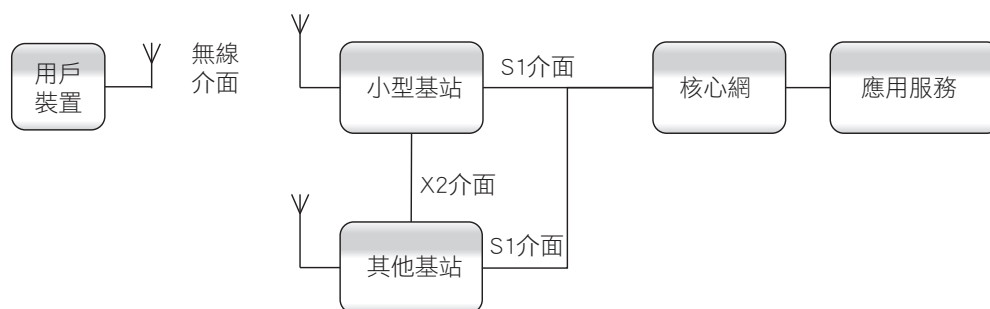 用戶
裝置
無線
介面
小型基站
S1介面
核心網
應用服務
X2介面
其他基站
S1介面